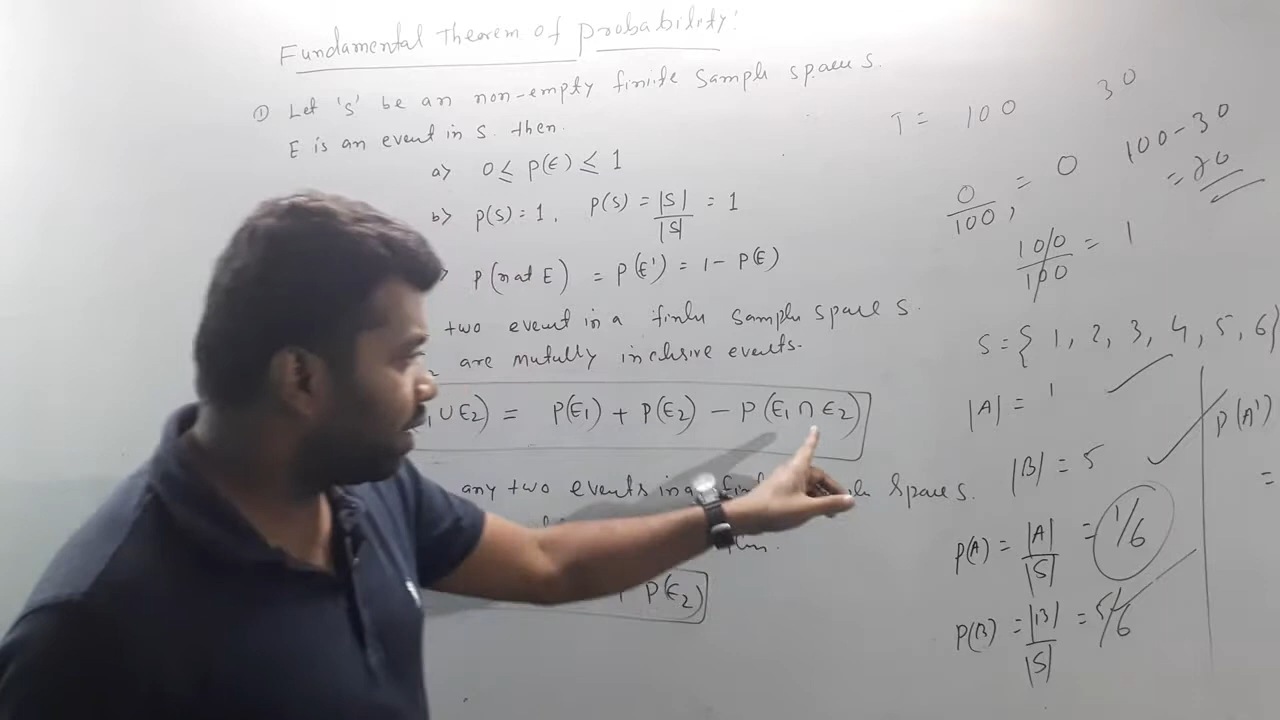 Fundamental Theorem of probability:
① Let 's' be an non-empty finite sample space s.
E is an event in s. then.
a> 0 ≤ P(E) ≤ 1
b> P(S) = 1. P(S) = |S| / |S| = 1
> P(not E) = P(E') = 1 - P(E)
two event in a finite sample space s.
are mutully inclusive events.
∪ E2) = P(E1) + P(E2) - P(E1 ∩ E2)
any two events in a space s.
P(E2)
T = 100 30
0/100, = 0 100-30
= 70
100/100 = 1
S = { 1, 2, 3, 4, 5, 6}
|A| = 1
|B| = 5
P(A) = |A| / |S| = 1/6
P(B) = |B| / |S| = 5/6
P(A')
=